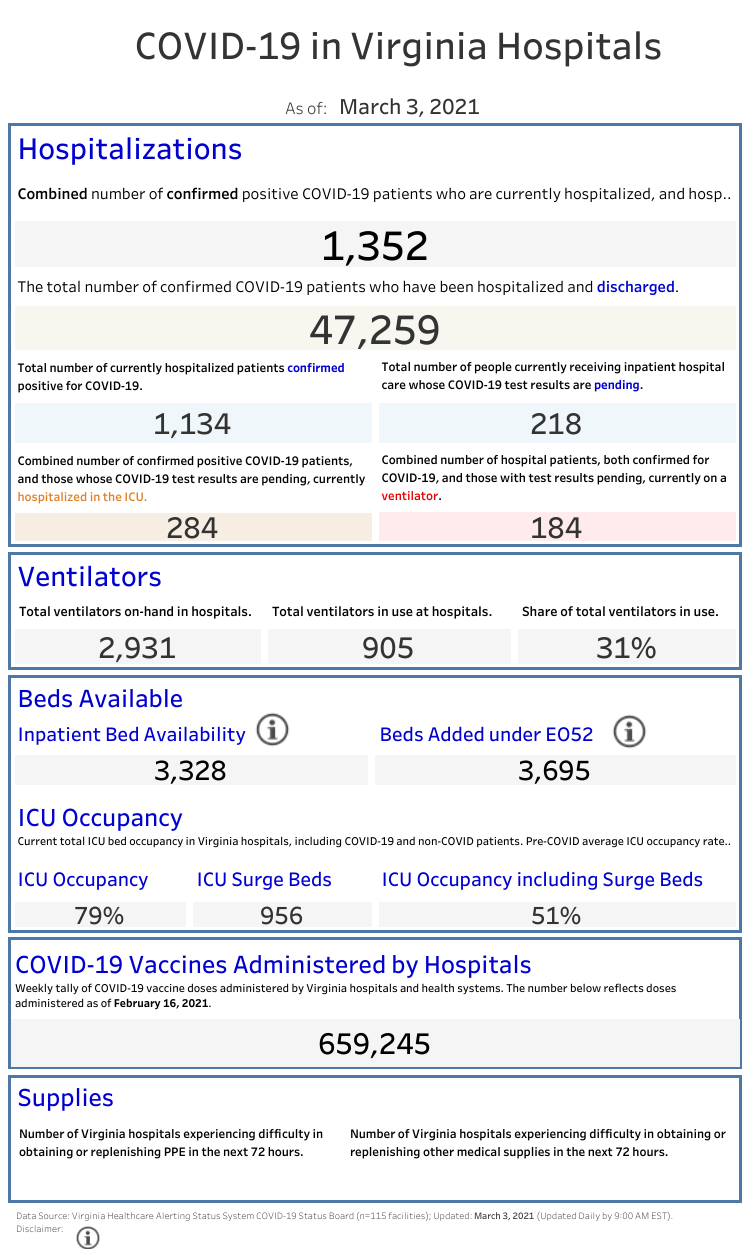 COVID-19 in Virginia Hospitals
As of: March 3, 2021
Hospitalizations
Combined number of confirmed positive COVID-19 patients who are currently hospitalized, and hosp..
1,352
The total number of confirmed COVID-19 patients who have been hospitalized and discharged.
47,259
Total number of currently hospitalized patients confirmed
positive for COVID-19.
1,134
Total number of people currently receiving inpatient hospital
care whose COVID-19 test results are pending.
218
Combined number of confirmed positive COVID-19 patients,
and those whose COVID-19 test results are pending, currently
hospitalized in the ICU.
284
Combined number of hospital patients, both confirmed for
COVID-19, and those with test results pending, currently on a
ventilator.
184
Ventilators
Total ventilators on-hand in hospitals.
2,931
Total ventilators in use at hospitals.
905
Share of total ventilators in use.
31%
Beds Available
Inpatient Bed Availability
3,328
Beds Added under EO52
3,695
ICU Occupancy
Current total ICU bed occupancy in Virginia hospitals, including COVID-19 and non-COVID patients. Pre-COVID average ICU occupancy rate..
ICU Occupancy
79%
ICU Surge Beds
956
ICU Occupancy including Surge Beds
51%
COVID-19 Vaccines Administered by Hospitals
Weekly tally of COVID-19 vaccine doses administered by Virginia hospitals and health systems. The number below reflects doses
administered as of February 16, 2021.
659,245
Supplies
Number of Virginia hospitals experiencing difficulty in
obtaining or replenishing PPE in the next 72 hours.
Number of Virginia hospitals experiencing difficulty in obtaining or
replenishing other medical supplies in the next 72 hours.
Data Source: Virginia Healthcare Alerting Status System COVID-19 Status Board (n=115 facilities); Updated: March 3, 2021 (Updated Daily by 9:00 AM EST).
Disclaimer: